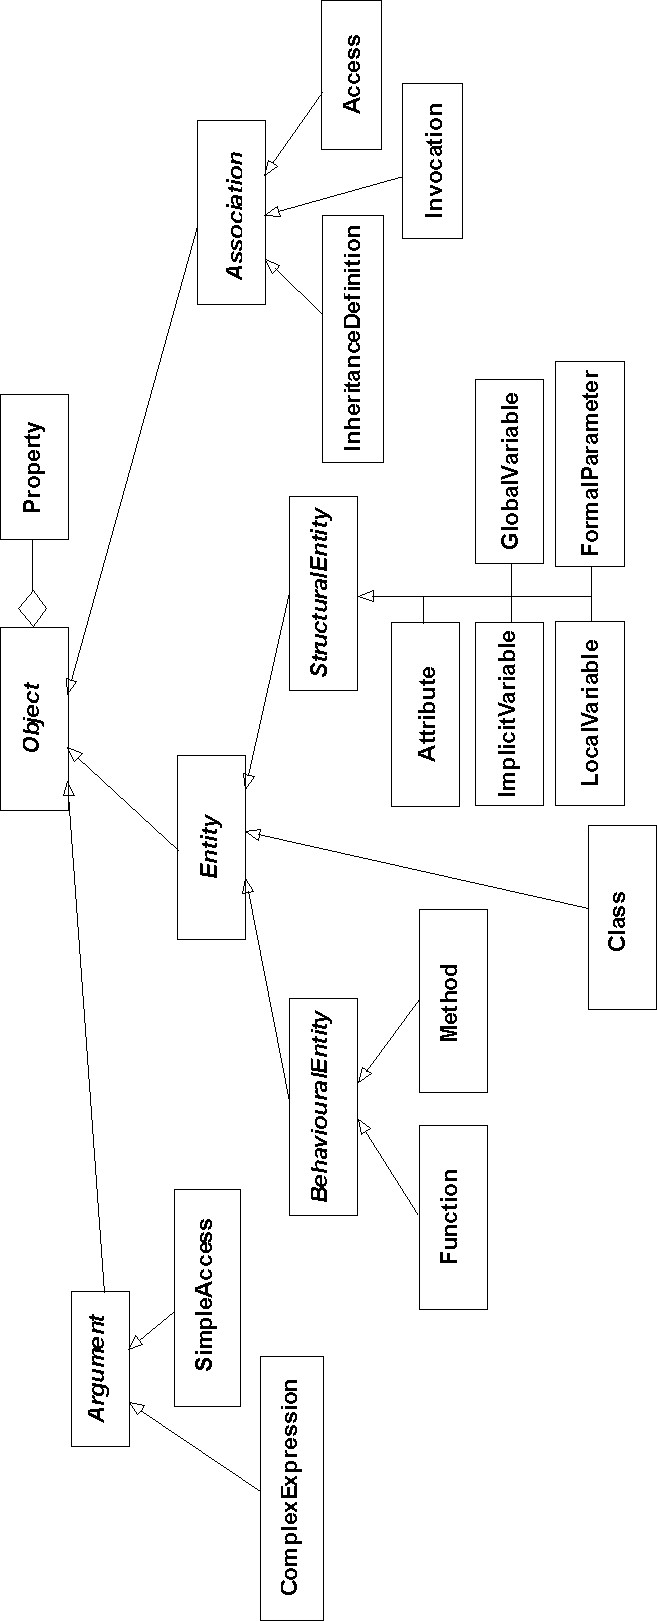 Object
Property
Argument
Entity
Association
SimpleAccess
ComplexExpression
BehaviouralEntity
StructuralEntity
InheritanceDefinition
Access
Invocation
Function
Method
Class
Attribute
ImplicitVariable
GlobalVariable
LocalVariable
FormalParameter